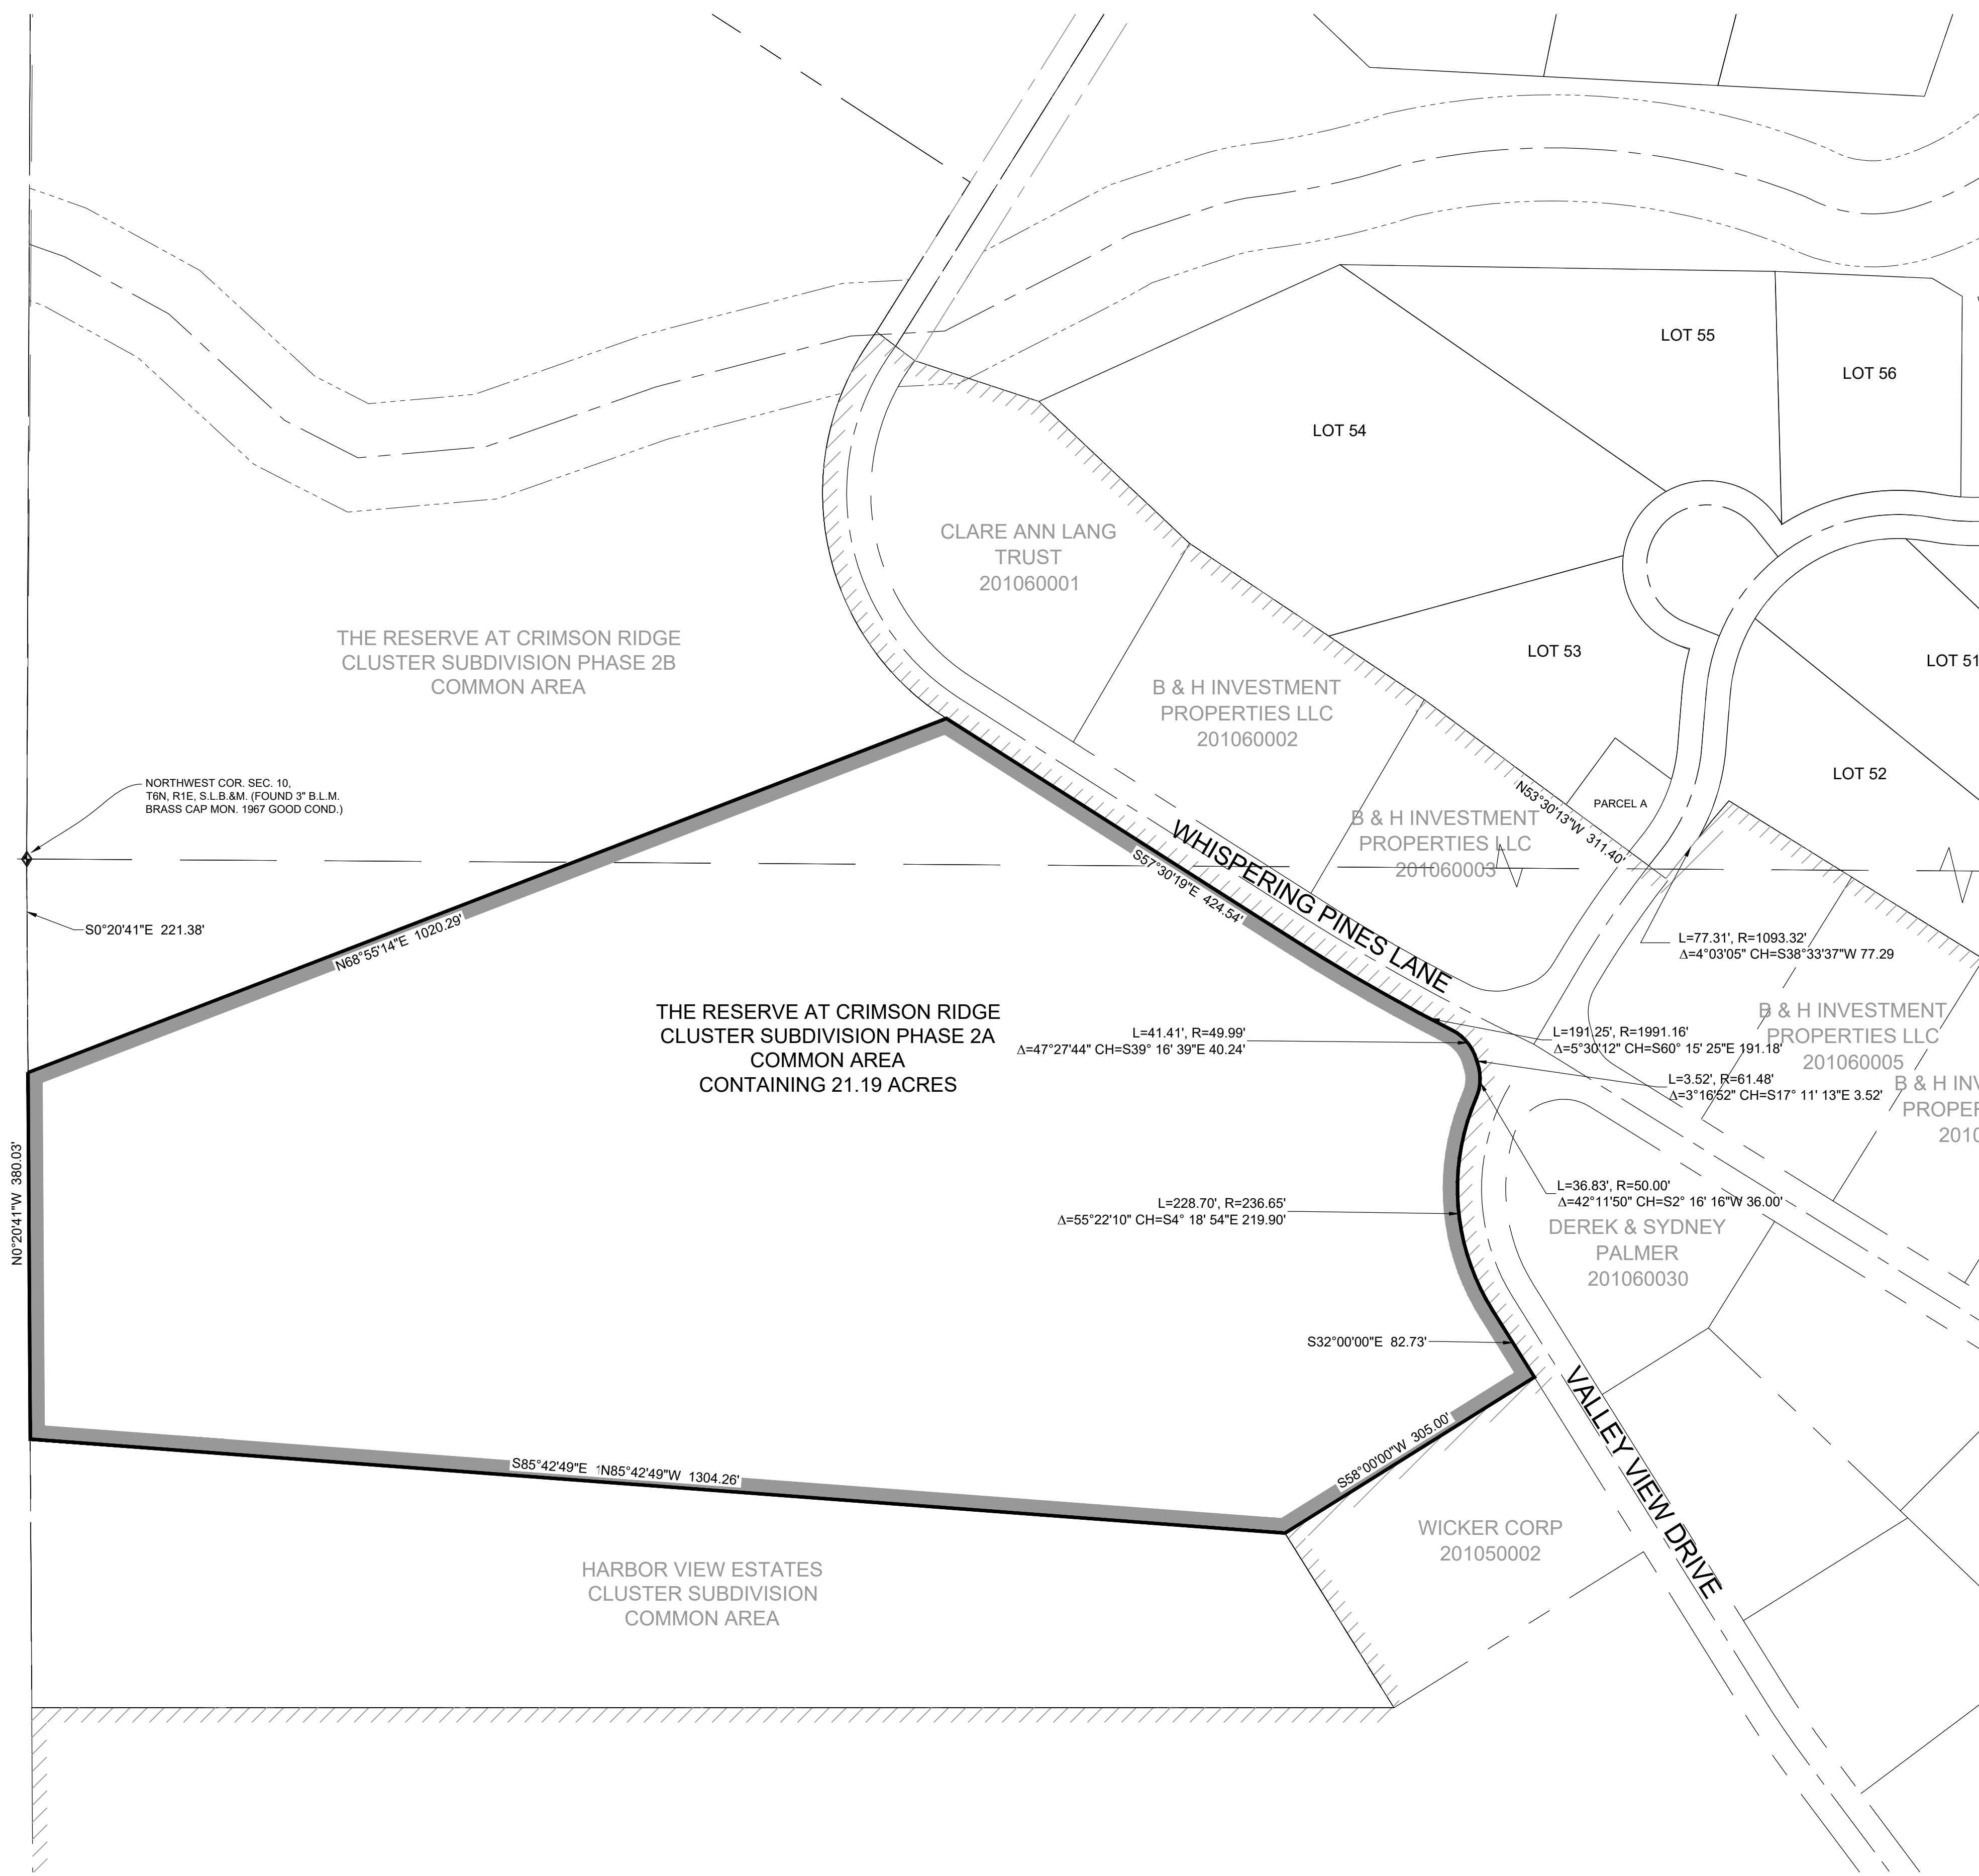 LOT 55
LOT 56
LOT 54
CLARE ANN LANG
TRUST
201060001
THE RESERVE AT CRIMSON RIDGE
CLUSTER SUBDIVISION PHASE 2B
COMMON AREA
LOT 53
LOT 51
B & H INVESTMENT
PROPERTIES LLC
201060002
NORTHWEST COR. SEC. 10,
T6N, R1E, S.L.B.&M. (FOUND 3" B.L.M.
BRASS CAP MON. 1967 GOOD COND.)
LOT 52
PARCEL A
N53°30'13"W 311.40'
B & H INVESTMENT
PROPERTIES LLC
201060003
WHISPERING PINES LANE
S57°30'19"E 424.54'
S0°20'41"E 221.38'
N68°55'14"E 1020.29'
L=77.31', R=1093.32'
Δ=4°03'05" CH=S38°33'37"W 77.29
THE RESERVE AT CRIMSON RIDGE
CLUSTER SUBDIVISION PHASE 2A
COMMON AREA
CONTAINING 21.19 ACRES
L=41.41', R=49.99'
Δ=47°27'44" CH=S39° 16' 39"E 40.24'
L=191.25', R=1991.16'
Δ=5°30'12" CH=S60° 15' 25"E 191.18'
B & H INVESTMENT
PROPERTIES LLC
201060005
L=3.52', R=61.48'
Δ=3°16'52" CH=S17° 11' 13"E 3.52'
B & H INV
PROPER
201
N0°20'41"W 380.03'
L=36.83', R=50.00'
Δ=42°11'50" CH=S2° 16' 16"W 36.00'
L=228.70', R=236.65'
Δ=55°22'10" CH=S4° 18' 54"E 219.90'
DEREK & SYDNEY
PALMER
201060030
S32°00'00"E 82.73'
VALLEY VIEW DRIVE
S58°00'00"W 305.00'
S85°42'49"E 1N85°42'49"W 1304.26'
WICKER CORP
201050002
HARBOR VIEW ESTATES
CLUSTER SUBDIVISION
COMMON AREA